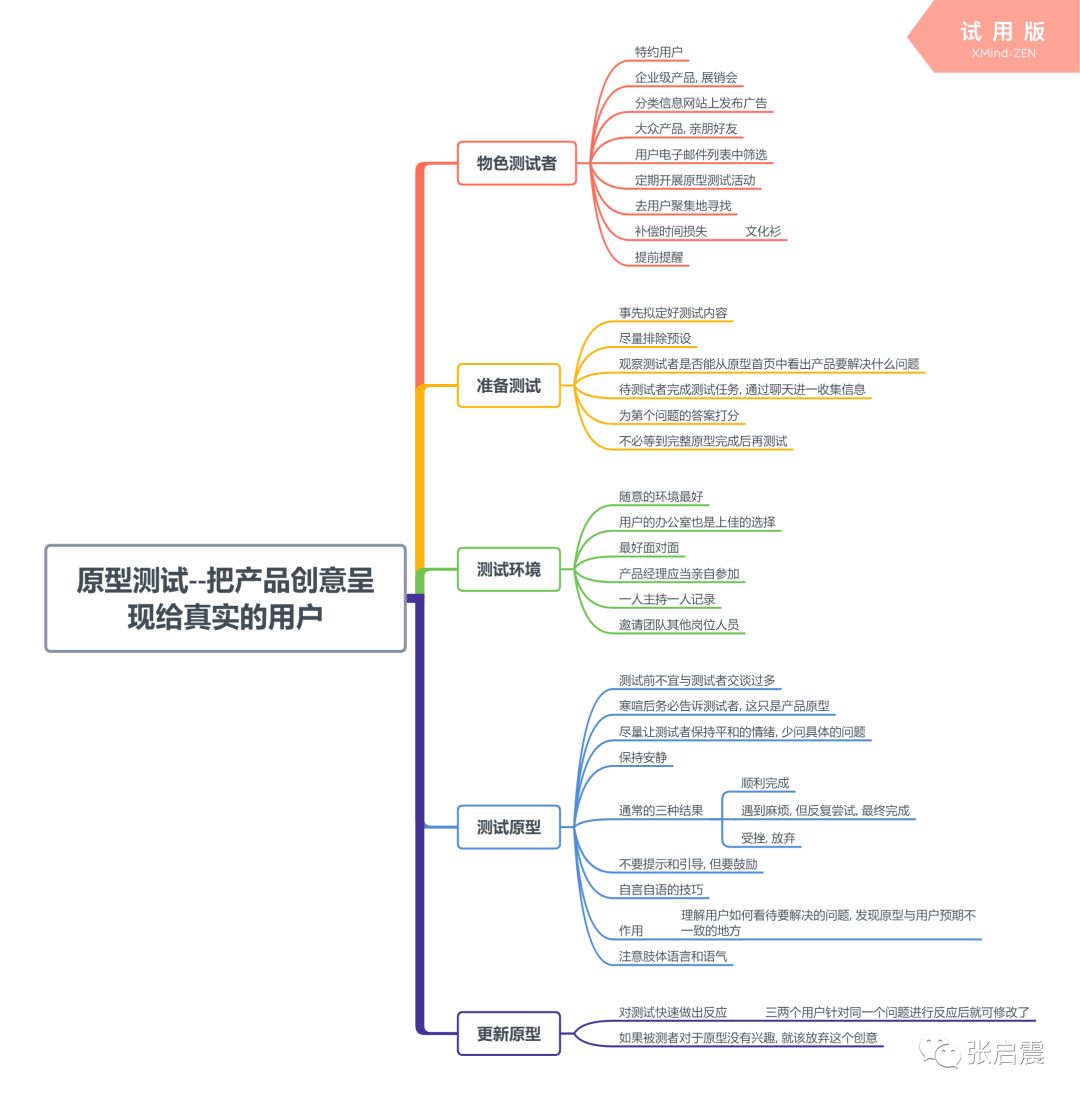 试用版
XMind:ZEN
原型测试--把产品创意呈
现给真实的用户
物色测试者
特约用户
企业级产品, 展销会
分类信息网站上发布广告
大众产品, 亲朋好友
用户电子邮件列表中筛选
定期开展原型测试活动
去用户聚集地寻找
补偿时间损失 文化衫
提前提醒
准备测试
事先拟定好测试内容
尽量排除预设
观察测试者是否能从原型首页中看出产品要解决什么问题
待测试者完成测试任务, 通过聊天进一收集信息
为第个问题的答案打分
不必等到完整原型完成后再测试
测试环境
随意的环境最好
用户的办公室也是上佳的选择
最好面对面
产品经理应当亲自参加
一人主持一人记录
邀请团队其他岗位人员
测试原型
测试前不宜与测试者交谈过多
寒喧后务必告诉测试者, 这只是产品原型
尽量让测试者保持平和的情绪, 少问具体的问题
保持安静
通常的三种结果
顺利完成
遇到麻烦, 但反复尝试, 最终完成
受挫, 放弃
不要提示和引导, 但要鼓励
自言自语的技巧
作用
理解用户如何看待要解决的问题, 发现原型与用户预期不
一致的地方
注意肢体语言和语气
更新原型
对测试快速做出反应 三两个用户针对同一个问题进行反应后就可修改了
如果被测者对于原型没有兴趣, 就该放弃这个创意
张启震